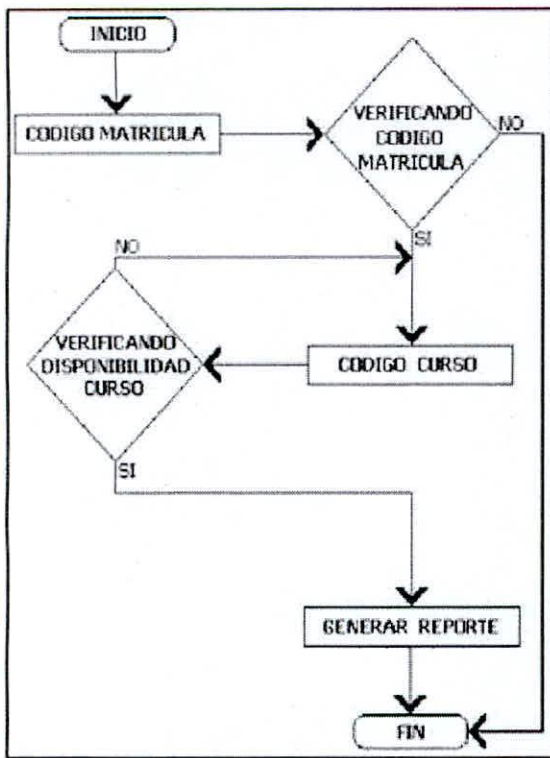 INICIO
CODIGO MATRICULA
VERIFICANDO
CODIGO
MATRICULA
NO
SI
NO
VERIFICANDO
DISPONIBILIDAD
CURSO
CODIGO CURSO
SI
GENERAR REPORTE
FIN